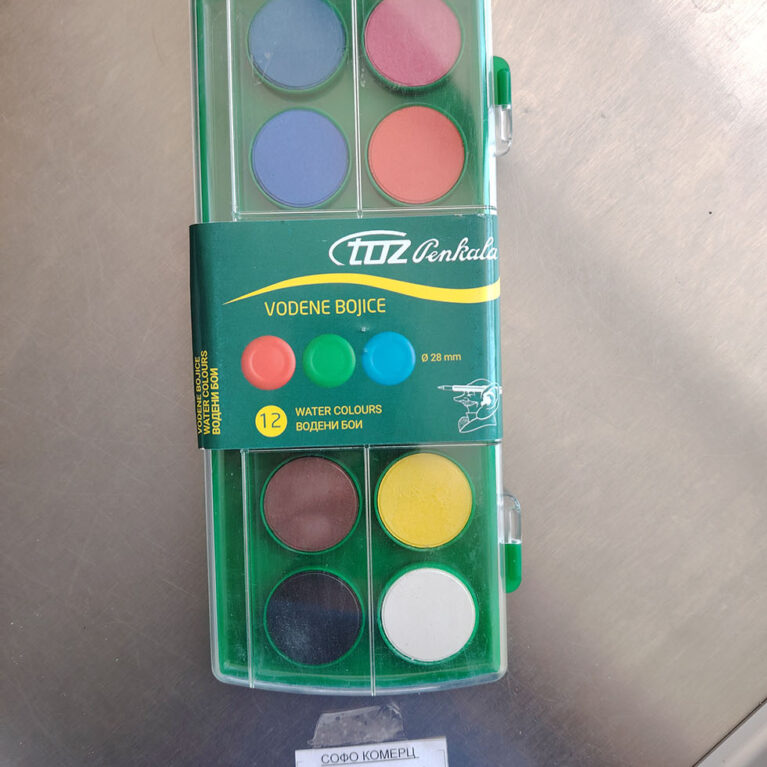 toz Penkala
VODENE BOJICE
Ø 28 mm
12
WATER COLOURS
ВОДЕНИ БОИ
VODENE BOJICE
WATER COLOURS
ВОДЕНИ БОИ
СОФО КОМЕРЦ